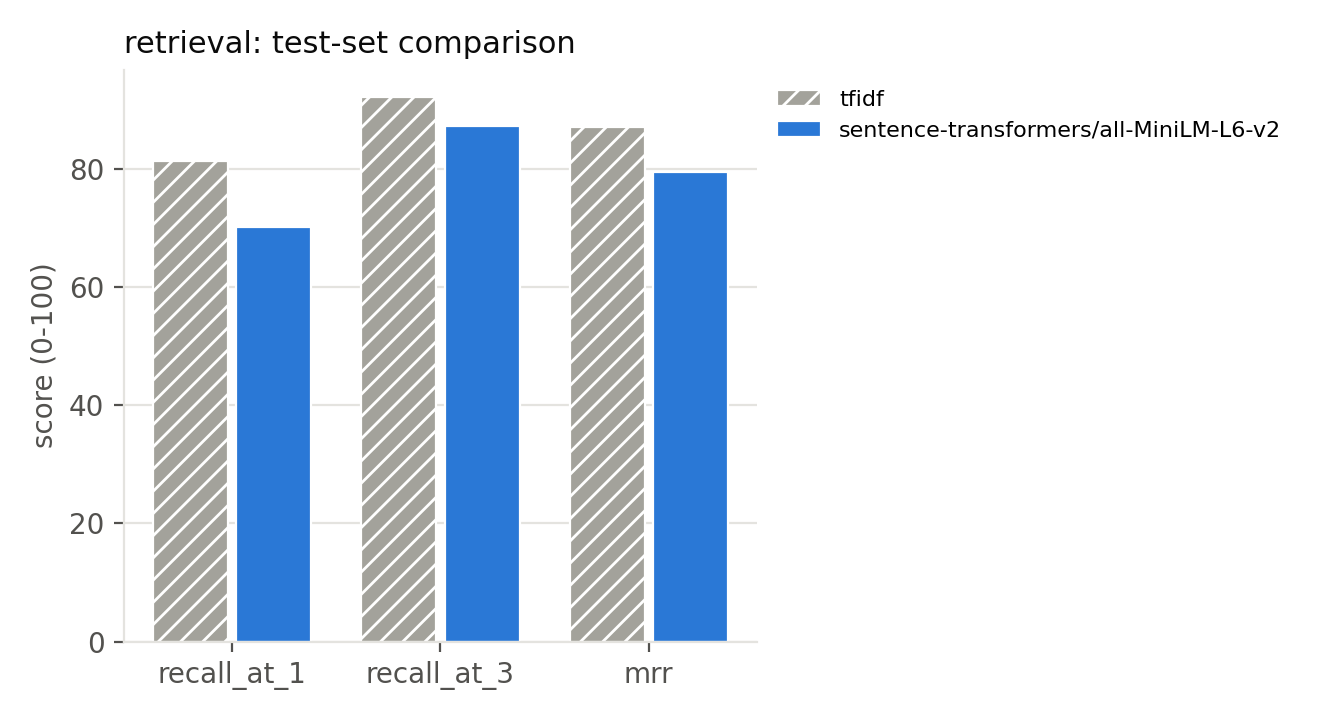 retrieval: test-set comparison
tfidf
sentence-transformers/all-MiniLM-L6-v2
score (0-100)
80
60
40
20
0
recall_at_1
recall_at_3
mrr